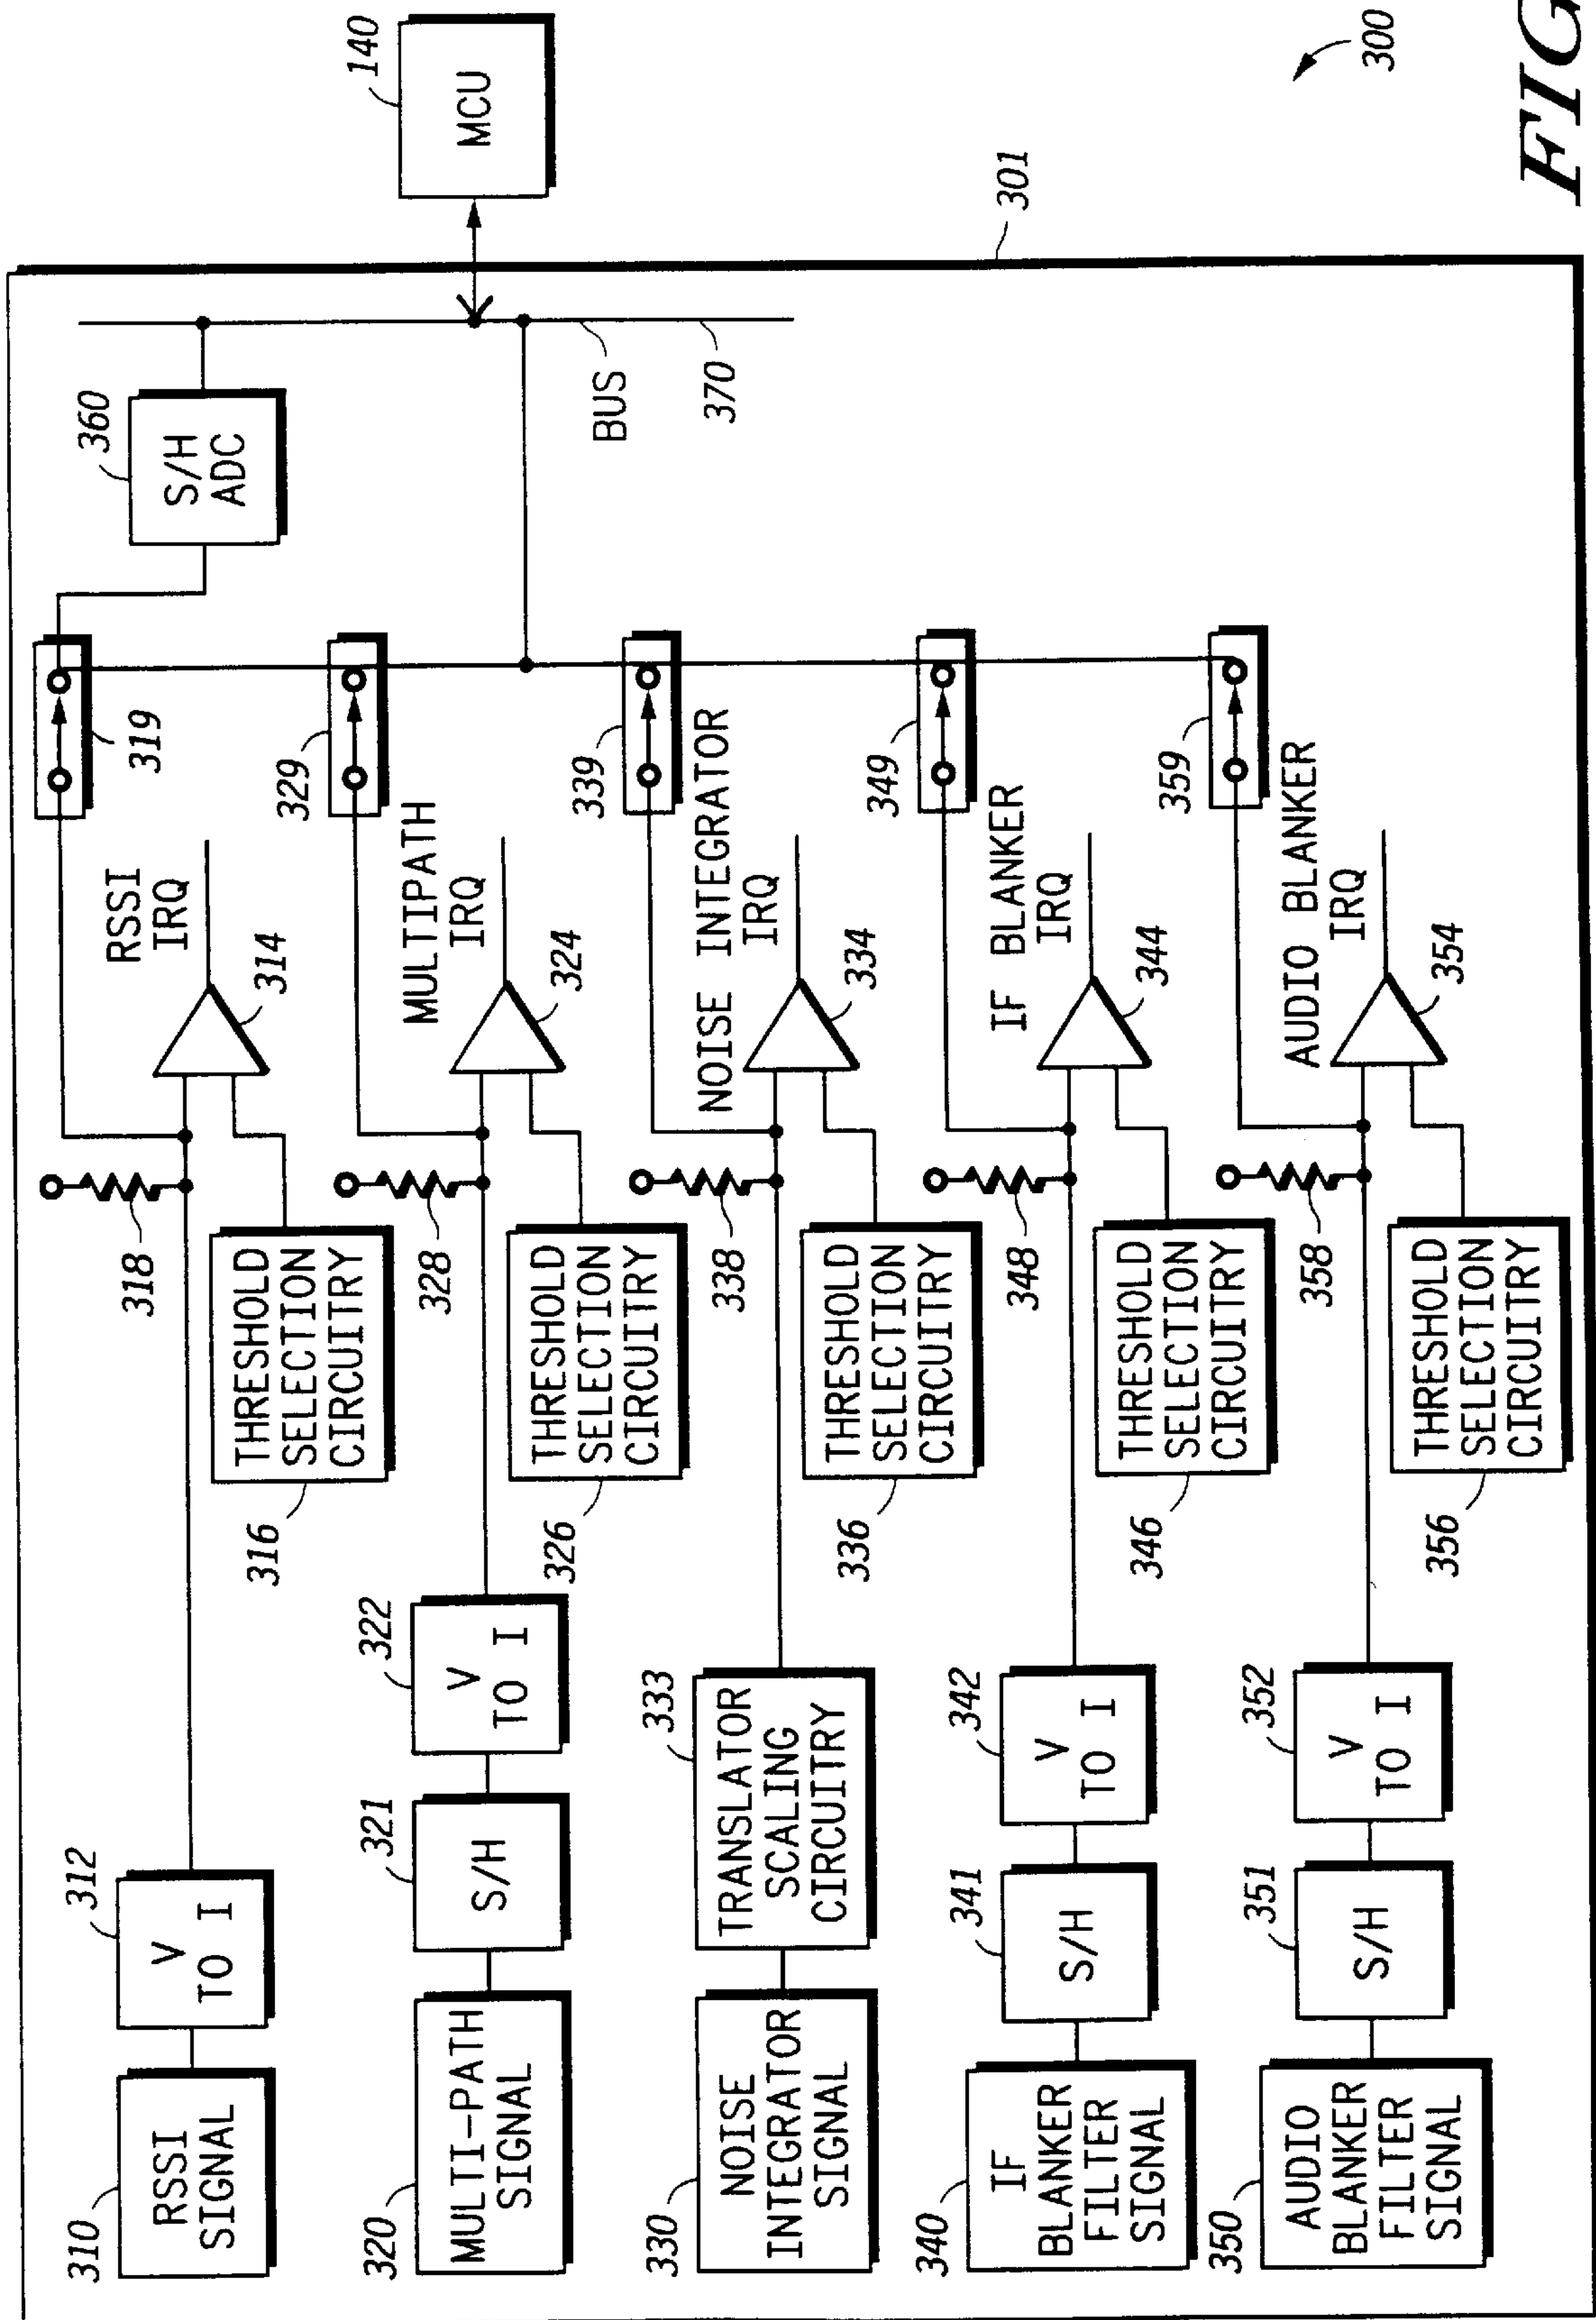 310
RSSI
SIGNAL
312
V
TO I
318
316
THRESHOLD
SELECTION
CIRCUITRY
RSSI
IRQ
314
319
360
S/H
ADC
320
MULTI-PATH
SIGNAL
321
S/H
322
V
TO I
328
326
THRESHOLD
SELECTION
CIRCUITRY
MULTIPATH
IRQ
324
329
140
MCU
330
NOISE
INTEGRATOR
SIGNAL
333
TRANSLATOR
SCALING
CIRCUITRY
338
336
THRESHOLD
SELECTION
CIRCUITRY
NOISE INTEGRATOR
IRQ
334
339
BUS
370
340
IF
BLANKER
FILTER
SIGNAL
341
S/H
342
V
TO I
348
346
THRESHOLD
SELECTION
CIRCUITRY
IF BLANKER
IRQ
344
349
301
350
AUDIO
BLANKER
FILTER
SIGNAL
351
S/H
352
V
TO I
358
356
THRESHOLD
SELECTION
CIRCUITRY
AUDIO BLANKER
IRQ
354
359
300
FIG